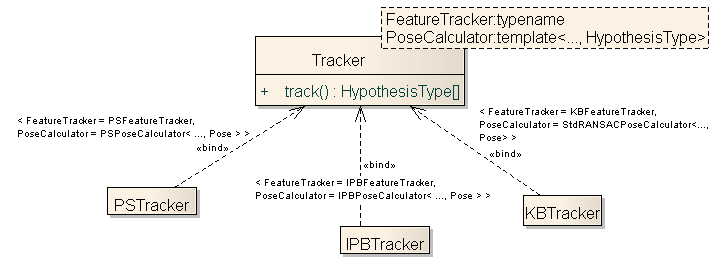 FeatureTracker:typename
PoseCalculator:template<..., HypothesisType>
Tracker
+ track() : HypothesisType[]
< FeatureTracker = PSFeatureTracker,
PoseCalculator = PSPoseCalculator< ..., Pose > >
«bind»
< FeatureTracker = KBFeatureTracker,
PoseCalculator = StdRANSACPoseCalculator<...,
Pose> >
«bind»
«bind»
< FeatureTracker = IPBFeatureTracker,
PoseCalculator = IPBPoseCalculator< ..., Pose > >
PSTracker
IPBTracker
KBTracker